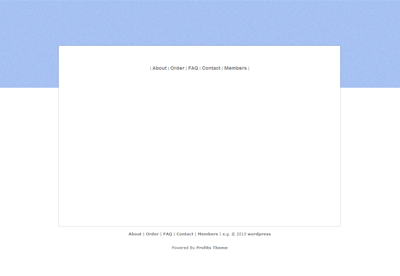 | About | Order | FAQ | Contact | Members |
About | Order | FAQ | Contact | Members | e.g. © 2013 wordpress
Powered By Profits Theme